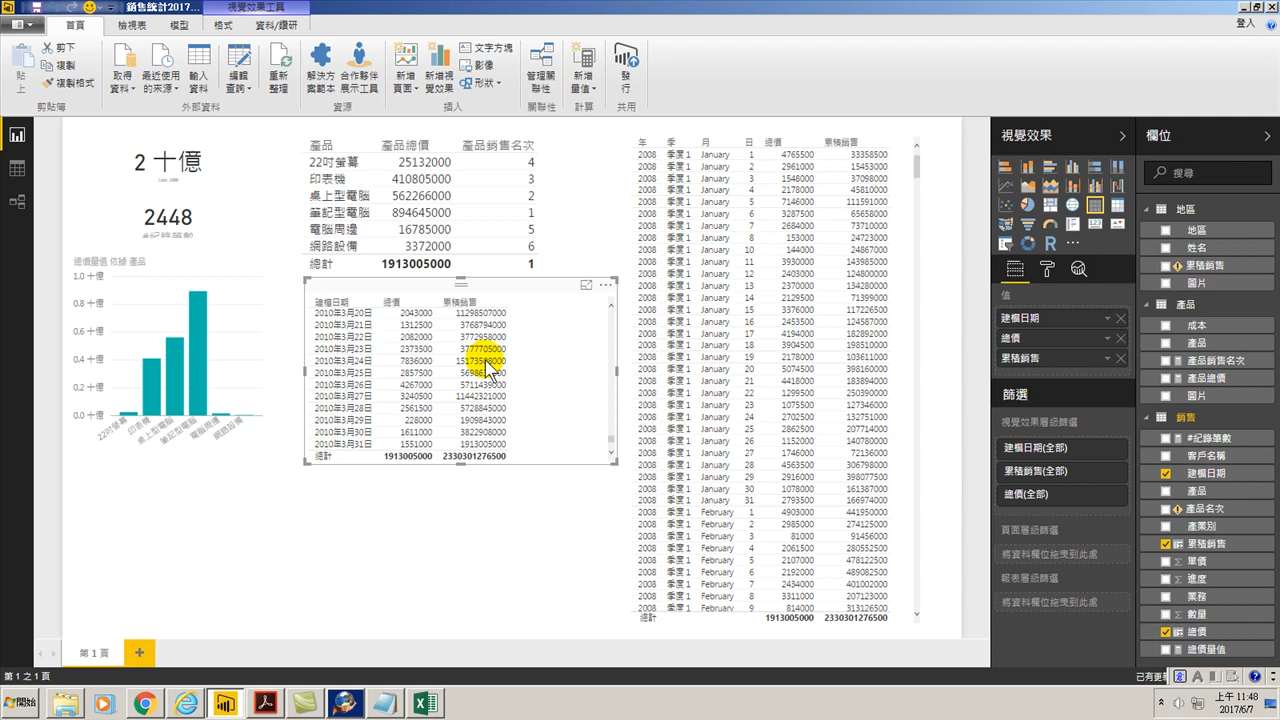 銷售統計2017...
視覺效果工具
登入
首頁
檢視表
模型
格式
資料/鑽研
貼上
剪下
複製
複製格式
剪貼簿
取得資料
最近使用的來源
輸入資料
編輯查詢
外部資料
重新整理
解決方案範本
合作夥伴展示工具
資源
新增頁面
新增視覺效果
文字方塊
影像
形狀
插入
管理關聯性
關聯性
新增量值
計算
發行
共用
2 十億
2448
#紀錄筆數
總價量值 依據 產品
1.0 十億
0.8 十億
0.6 十億
0.4 十億
0.2 十億
0.0 十億
22吋螢幕
印表機
桌上型電腦
筆記型電腦
電腦周邊
網路設備
產品 產品總價 產品銷售名次
22吋螢幕 25132000 4
印表機 410805000 3
桌上型電腦 562266000 2
筆記型電腦 894645000 1
電腦周邊 16785000 5
網路設備 3372000 6
總計 1913005000 1
建檔日期 總價 累積銷售
2010年3月20日 2043000 11298507000
2010年3月21日 1312500 3768794000
2010年3月22日 2082000 3772958000
2010年3月23日 2373500 3777705000
2010年3月24日 7836000
2010年3月25日 2857500
2010年3月26日 4267000
2010年3月27日 3240500 11442321000
2010年3月28日 2561500 5728845000
2010年3月29日 228000 1909843000
2010年3月30日 1611000 3822908000
2010年3月31日 1551000 1913005000
總計 1913005000 2330301276500
年 季 月 日 總價 累積銷售
2008 季度 1 January 1 4765500 33358500
2008 季度 1 January 2 2961000 15453000
2008 季度 1 January 3 1548000 37098000
2008 季度 1 January 4 2178000 45810000
2008 季度 1 January 5 7146000 111591000
2008 季度 1 January 6 3287500 65658000
2008 季度 1 January 7 2684000 73710000
2008 季度 1 January 8 153000 24723000
2008 季度 1 January 10 144000 24867000
2008 季度 1 January 11 3930000 143985000
2008 季度 1 January 12 2403000 124800000
2008 季度 1 January 13 2370000 134280000
2008 季度 1 January 14 2129500 71399000
2008 季度 1 January 15 3376000 117226500
2008 季度 1 January 16 2453500 124587000
2008 季度 1 January 17 4194000 182892000
2008 季度 1 January 18 3904500 198510000
2008 季度 1 January 19 2178000 103611000
2008 季度 1 January 20 5074500 398160000
2008 季度 1 January 21 4418000 183894000
2008 季度 1 January 22 1299500 250390000
2008 季度 1 January 23 1075500 127346000
2008 季度 1 January 24 2702500 132751000
2008 季度 1 January 25 2862500 207714000
2008 季度 1 January 26 1152000 140780000
2008 季度 1 January 27 1746000 72136000
2008 季度 1 January 28 4563500 306798000
2008 季度 1 January 29 2916000 398077500
2008 季度 1 January 30 1078000 161387000
2008 季度 1 January 31 2793500 166974000
2008 季度 1 February 1 4903000 441950000
2008 季度 1 February 2 2985000 274125000
2008 季度 1 February 3 81000 91456000
2008 季度 1 February 4 2061500 280552500
2008 季度 1 February 5 2107000 478122500
2008 季度 1 February 6 2192000 489082500
2008 季度 1 February 7 2434000 401002000
2008 季度 1 February 8 3311000 207123000
2008 季度 1 February 9 814000 313126500
總計 1913005000 2330301276500
視覺效果
值
建檔日期
總價
累積銷售
篩選
視覺效果層級篩選
建檔日期(全部)
累積銷售(全部)
總價(全部)
頁面層級篩選
將資料欄位拖曳到此處
報表層級篩選
將資料欄位拖曳到此處
欄位
搜尋
地區
地區
姓名
累積銷售
圖片
產品
成本
產品
產品銷售名次
產品總價
圖片
銷售
#紀錄筆數
客戶名稱
建檔日期
產品
產品名次
產業別
累積銷售
單價
進度
業務
數量
總價
總價量值
第 1 頁
第 1 之 1 頁
已有更新
開始
上午 11:48
2017/6/7